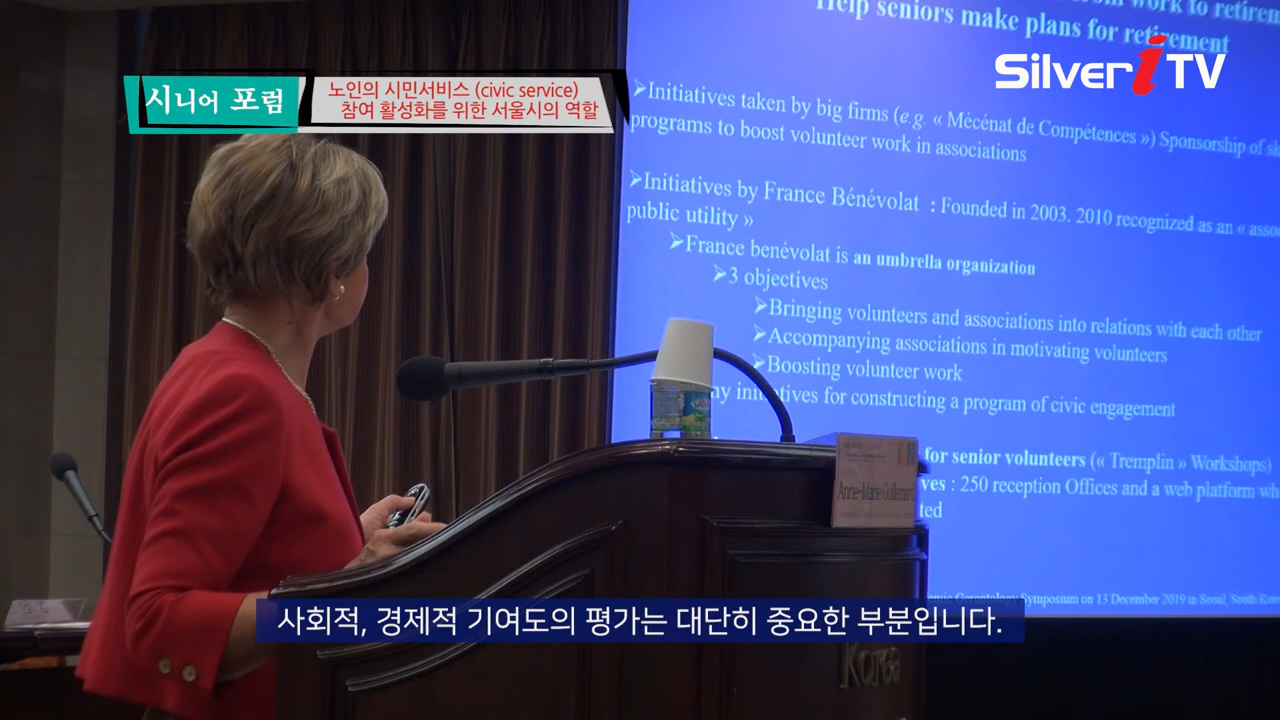 from work to retirem
Help seniors make plans for retirement
Silver i TV
시니어 포럼
노인의 시민서비스 (civic service)
참여 활성화를 위한 서울시의 역할
➢Initiatives taken by big firms (e.g. « Mécénat de Compétences ») Sponsorship of sk
programs to boost volunteer work in associations
➢Initiatives by France Bénévolat : Founded in 2003. 2010 recognized as an « asso
public utility »
➢France benévolat is an umbrella organization
➢3 objectives
➢Bringing volunteers and associations into relations with each other
➢Accompanying associations in motivating volunteers
➢Boosting volunteer work
ny initiatives for constructing a program of civic engagement
for senior volunteers (« Tremplin » Workshops)
ves : 250 reception Offices and a web platform wh
ted
Anne-Marie Guillemard
Gerontology Symposium on 13 December 2019 in Seoul, South Kore
사회적, 경제적 기여도의 평가는 대단히 중요한 부분입니다.
Korea